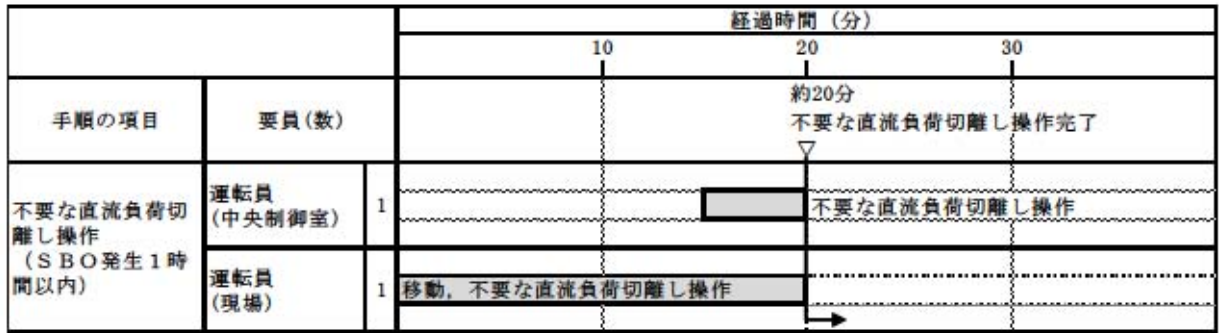 経過時間（分）
10 20 30
手順の項目
要員(数)
約20分
不要な直流負荷切離し操作完了
▽
不要な直流負荷切
離し操作
（ＳＢＯ発生１時
間以内）
運転員
(中央制御室)
1
不要な直流負荷切離し操作
運転員
(現場)
1
移動，不要な直流負荷切離し操作